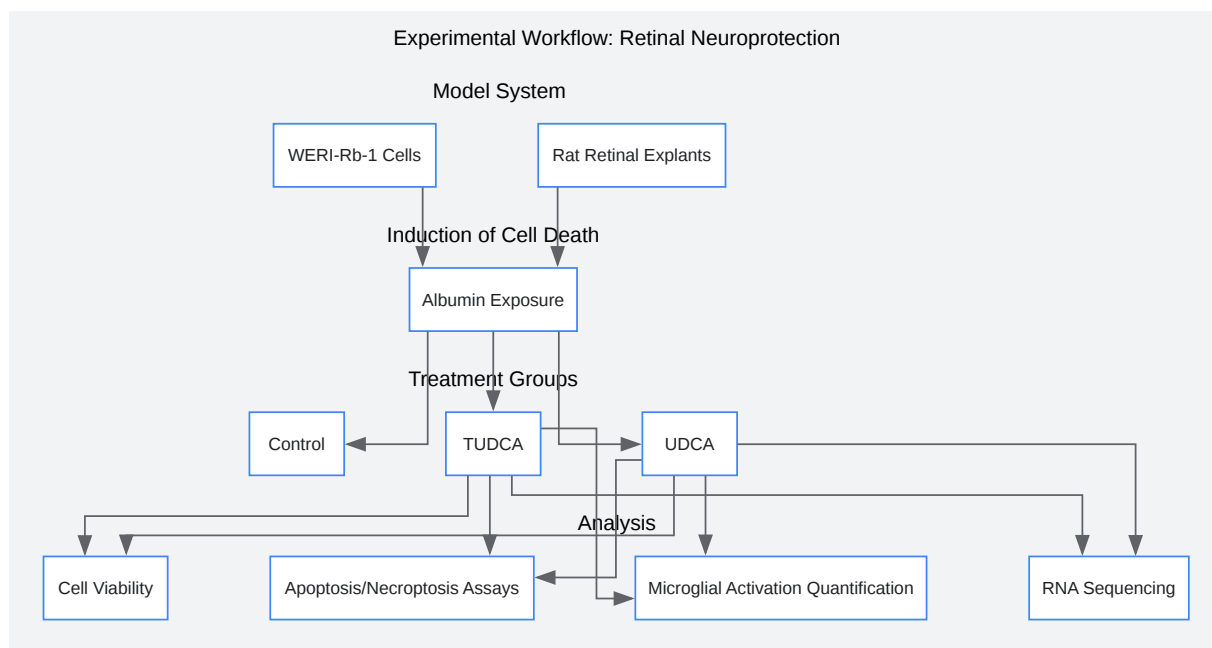 Experimental Workflow: Retinal Neuroprotection
Model System
WERI-Rb-1 Cells
Rat Retinal Explants
Induction of Cell Death
Albumin Exposure
Treatment Groups
Control
TUDCA
UDCA
Analysis
Cell Viability
Apoptosis/Necroptosis Assays
Microglial Activation Quantification
RNA Sequencing